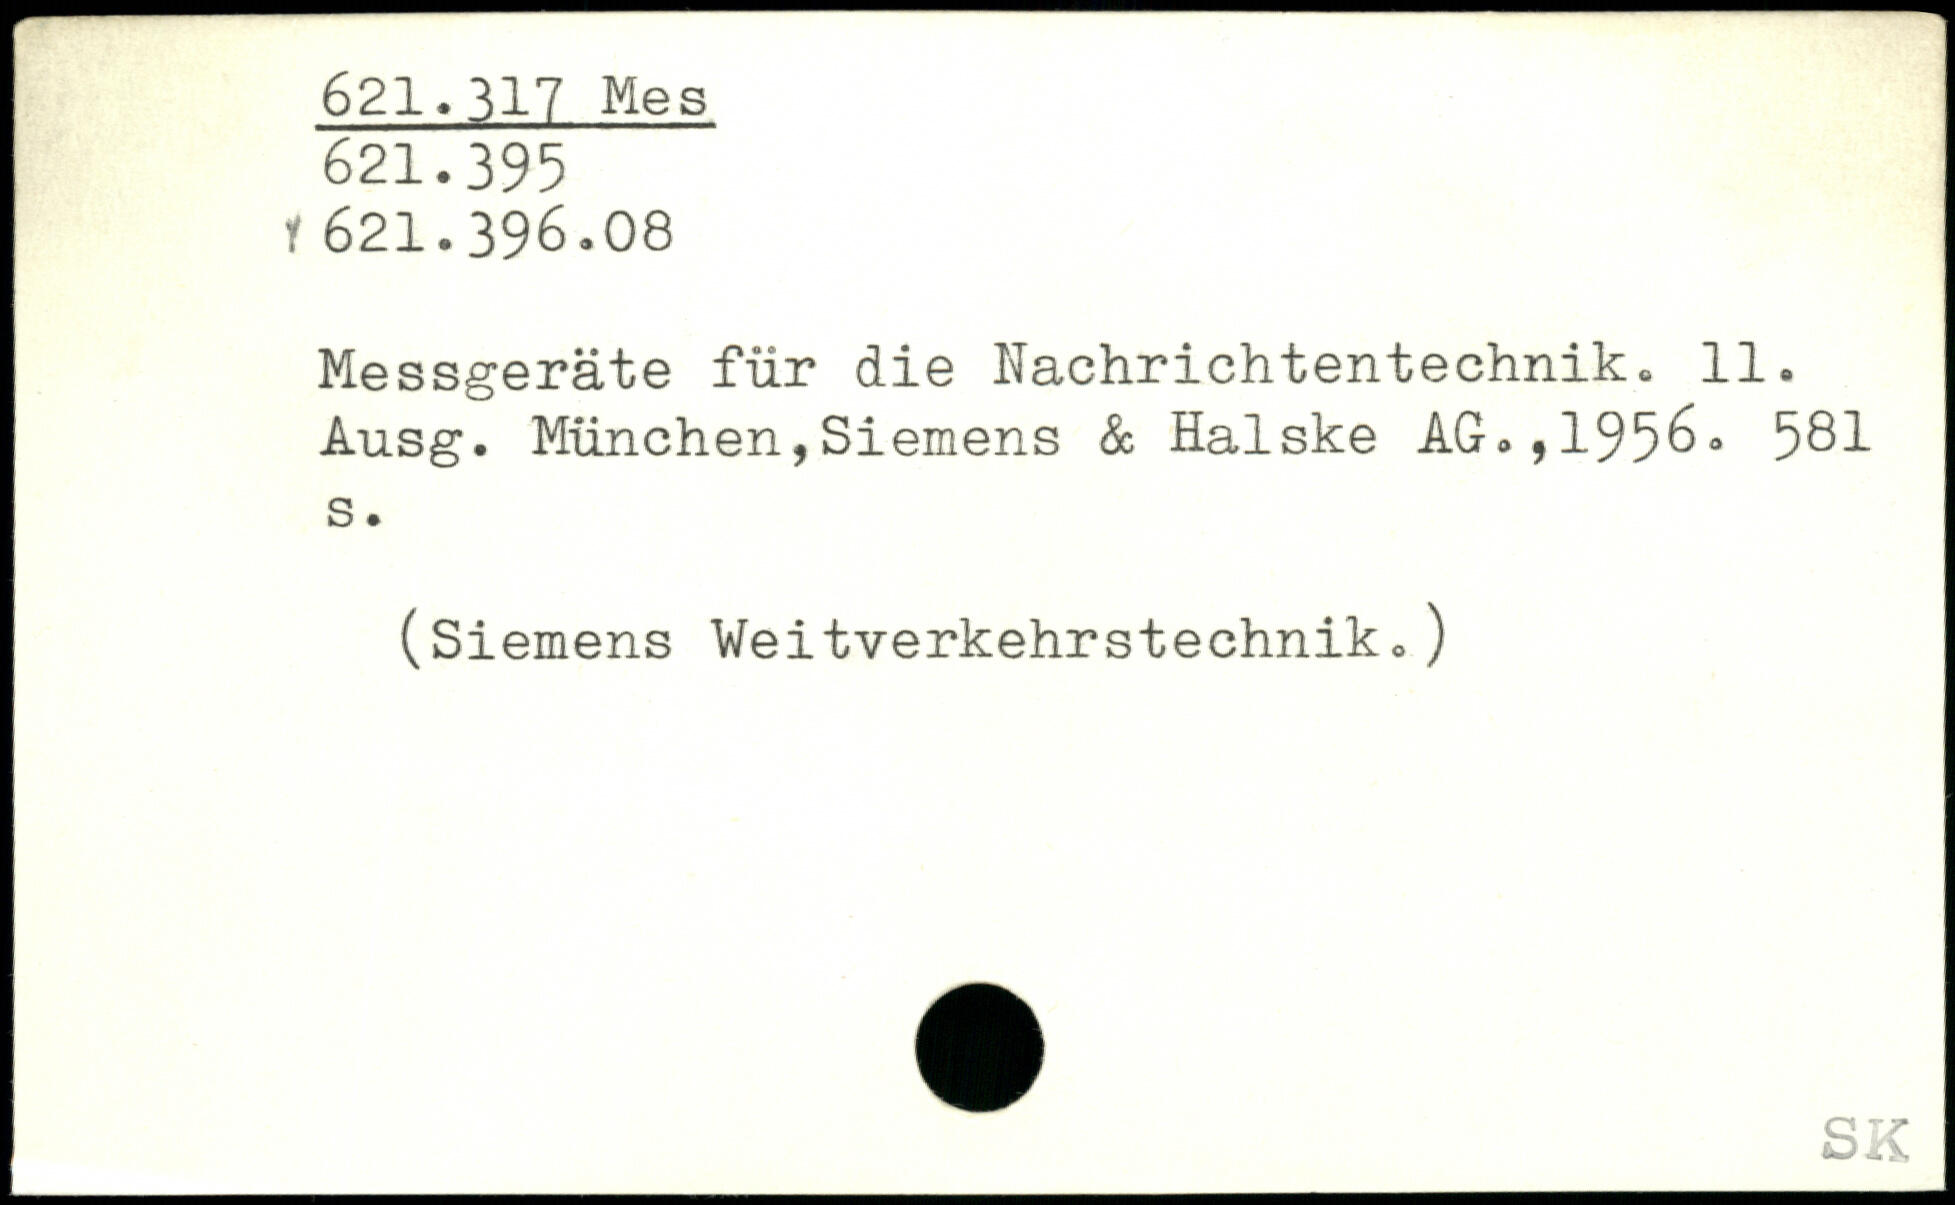 621.317 Mes
621.395
621.396.08
Messgeräte für die Nachrichtentechnik. 11.
Ausg. München,Siemens & Halske AG.,1956. 581
s.
(Siemens Weitverkehrstechnik.)
SK